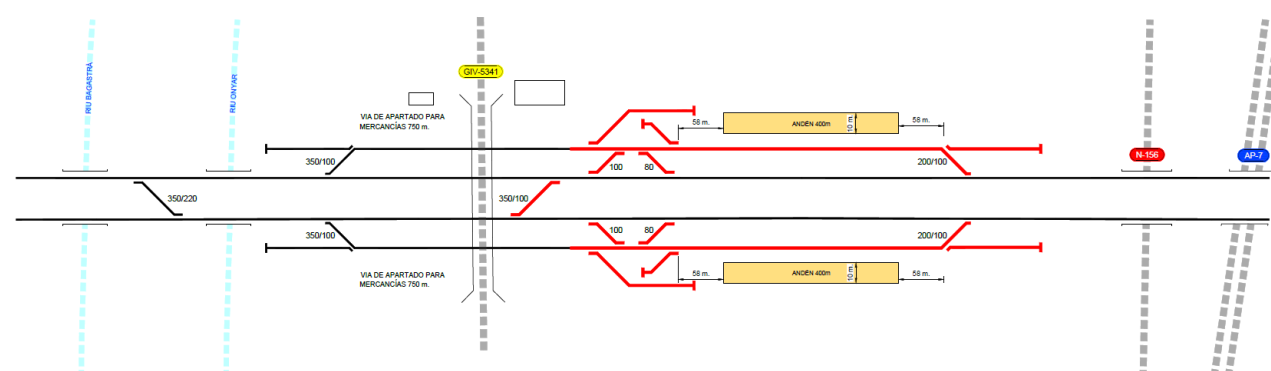 RIU BAGASTRÀ
RIU ONYAR
GIV-5341
VIA DE APARTADO PARA
MERCANCÍAS 750 m.
58 m.
ANDÉN 400m
10 m.
58 m.
350/100
100
80
200/100
N-156
AP-7
350/220
350/100
350/100
100
80
200/100
VIA DE APARTADO PARA
MERCANCÍAS 750 m.
58 m.
ANDÉN 400m
10 m.
58 m.